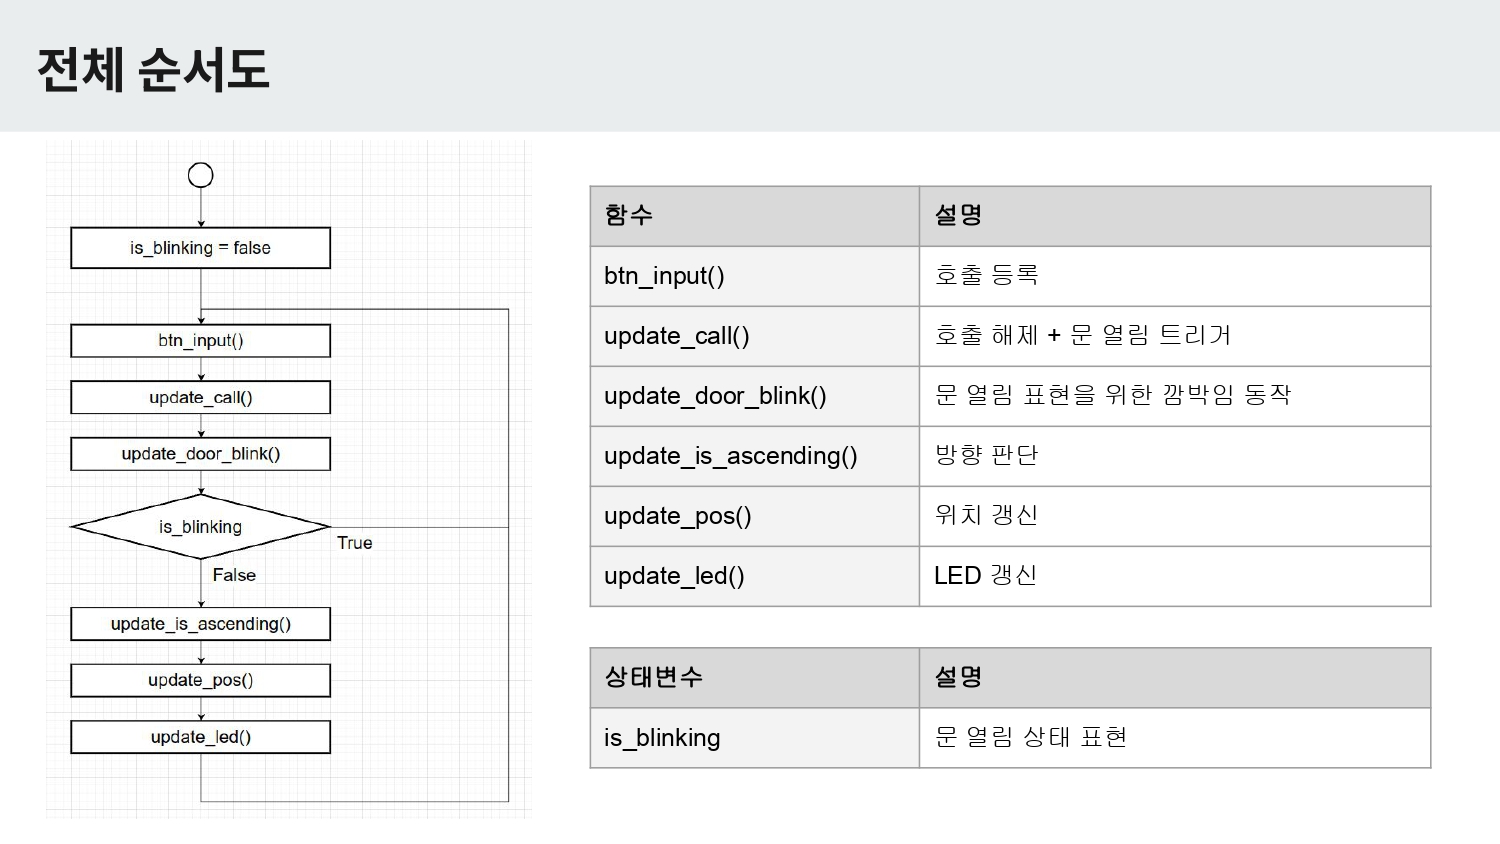 전체 순서도
is_blinking = false
btn_input()
update_call()
update_door_blink()
is_blinking
True
False
update_is_ascending()
update_pos()
update_led()
함수 설명
btn_input() 호출 등록
update_call() 호출 해제 + 문 열림 트리거
update_door_blink() 문 열림 표현을 위한 깜박임 동작
update_is_ascending() 방향 판단
update_pos() 위치 갱신
update_led() LED 갱신
상태변수 설명
is_blinking 문 열림 상태 표현